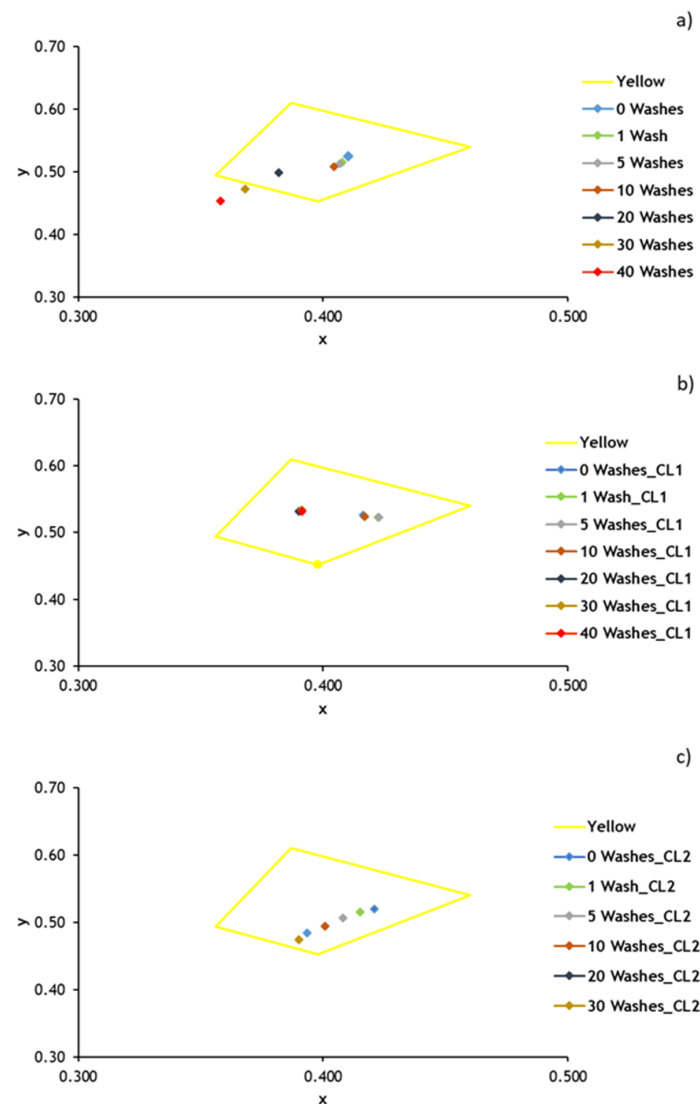 a)
0.70
0.60
0.50
0.40
0.30
y
0.300
0.400
0.500
x
Yellow
0 Washes
1 Wash
5 Washes
10 Washes
20 Washes
30 Washes
40 Washes
b)
0.70
0.60
0.50
0.40
0.30
y
0.300
0.400
0.500
x
Yellow
0 Washes_CL1
1 Wash_CL1
5 Washes_CL1
10 Washes_CL1
20 Washes_CL1
30 Washes_CL1
40 Washes_CL1
c)
0.70
0.60
0.50
0.40
0.30
y
0.300
0.400
0.500
x
Yellow
0 Washes_CL2
1 Wash_CL2
5 Washes_CL2
10 Washes_CL2
20 Washes_CL2
30 Washes_CL2